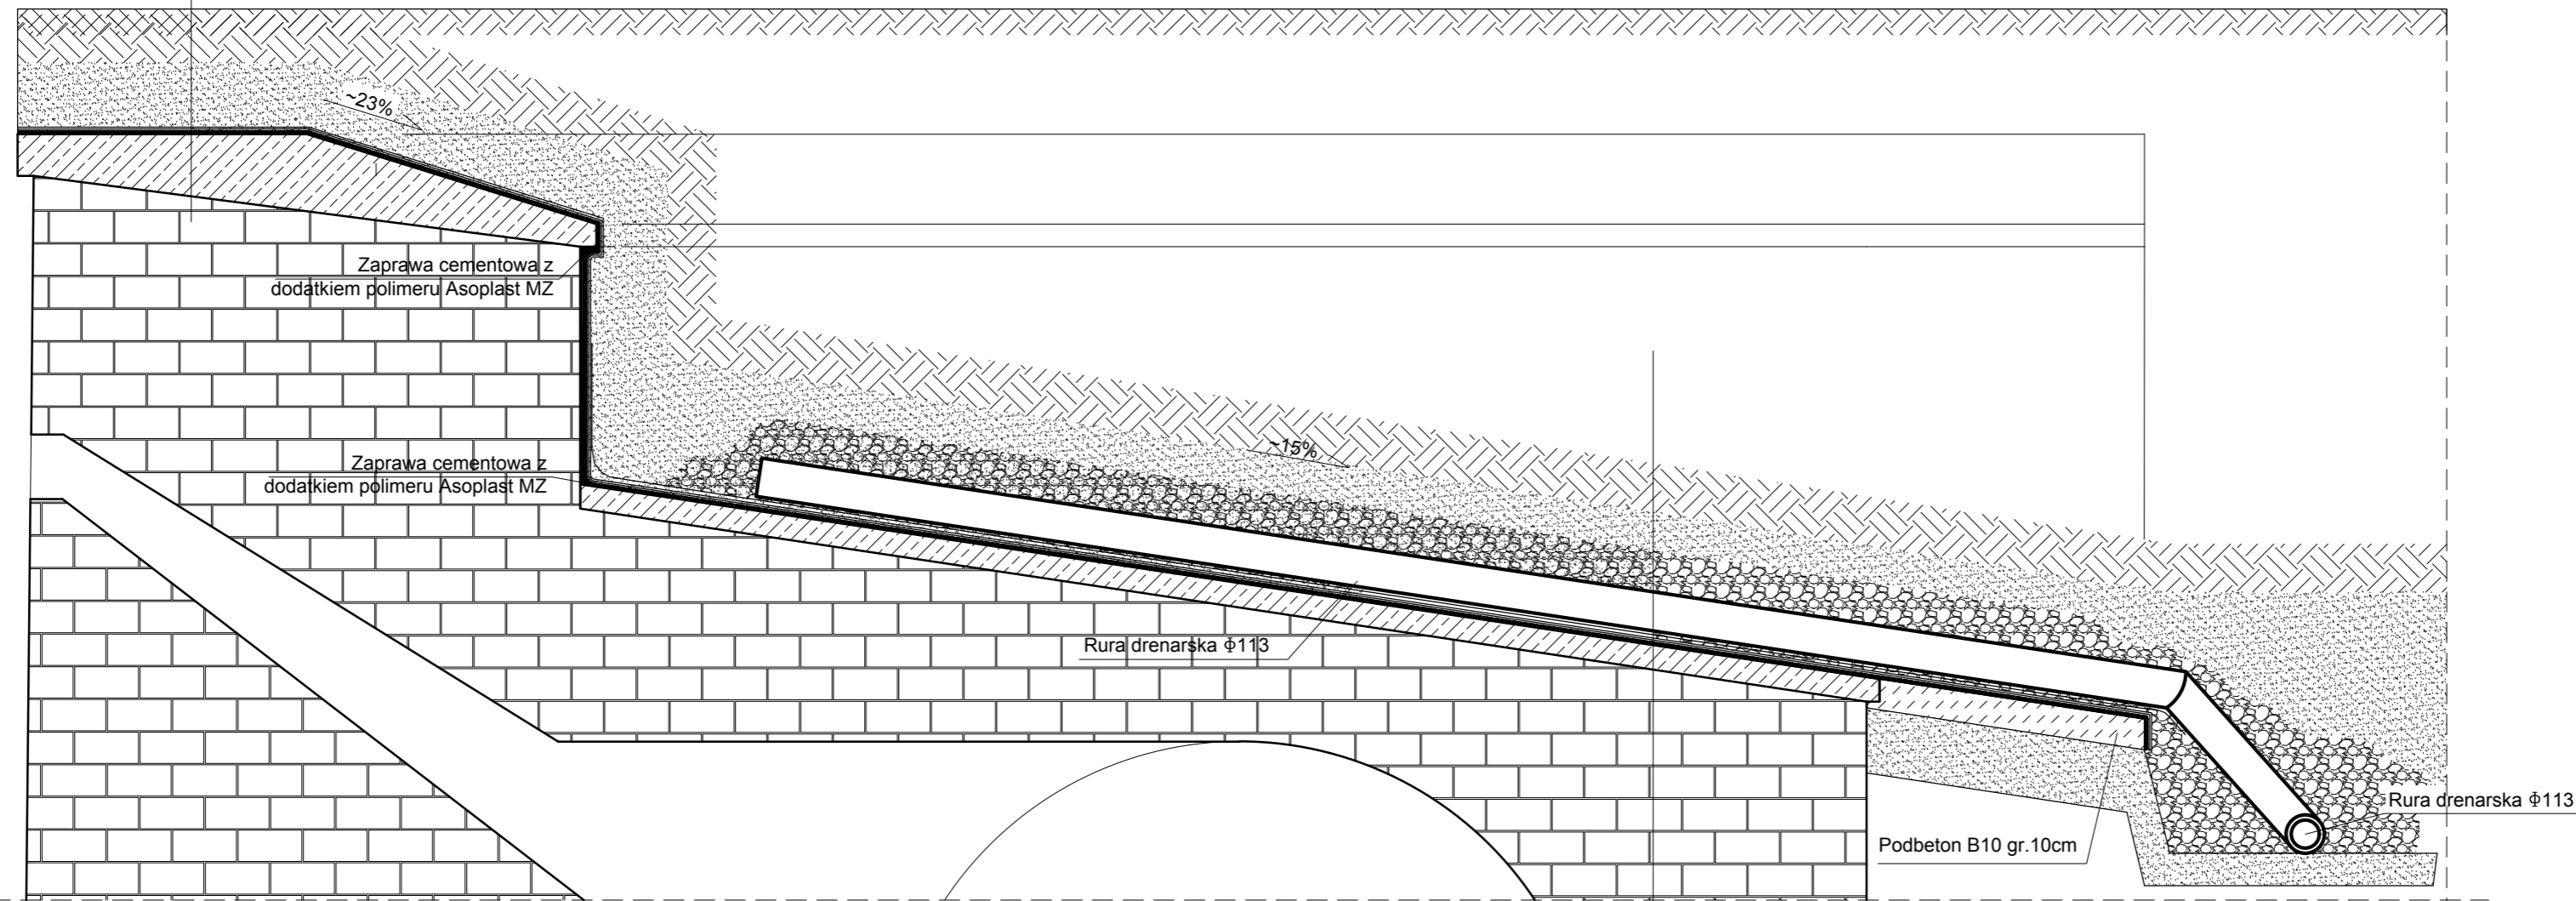 ~23%
Zaprawa cementowa z
dodatkiem polimeru Asoplast MZ
~15%
Zaprawa cementowa z
dodatkiem polimeru Asoplast MZ
Rura drenarska Φ113
Rura drenarska Φ113
Podbeton B10 gr.10cm